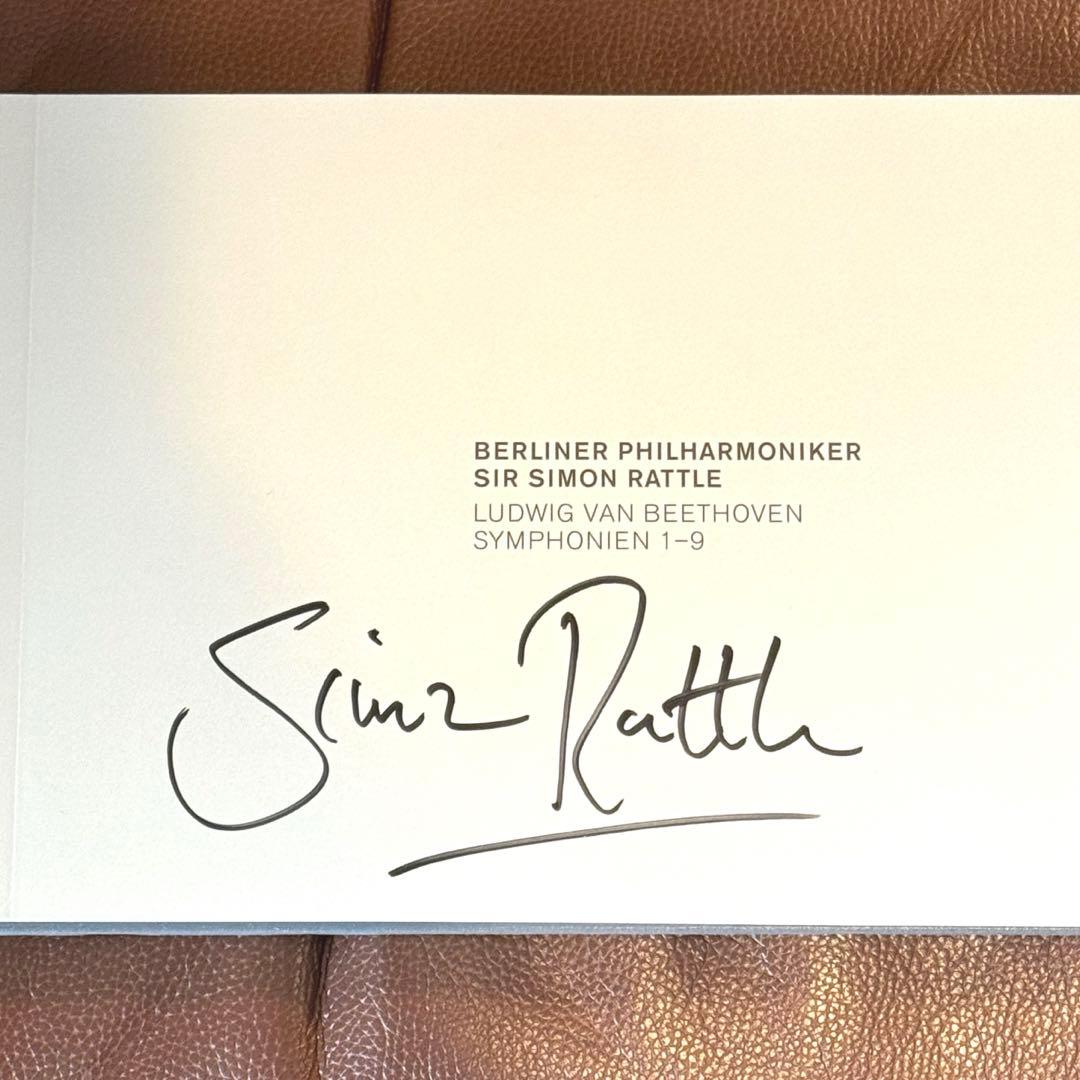 BERLINER PHILHARMONIKER
SIR SIMON RATTLE
LUDWIG VAN BEETHOVEN
SYMPHONIEN 1–9
Simon Rattle